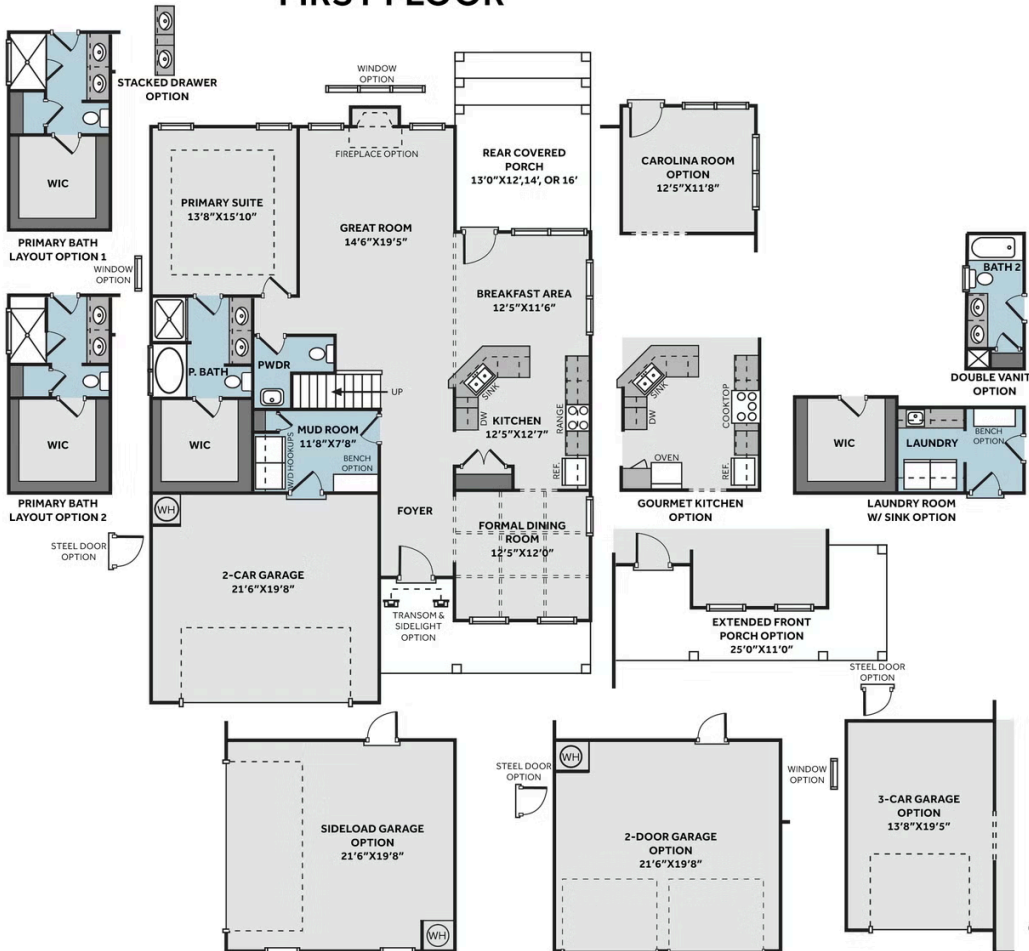 FIRST FLOOR
STACKED DRAWER
OPTION
WIC
PRIMARY BATH
LAYOUT OPTION 1
WINDOW
OPTION
WIC
PRIMARY BATH
LAYOUT OPTION 2
STEEL DOOR
OPTION
WINDOW
OPTION
FIREPLACE OPTION
PRIMARY SUITE
13'8"X15'10"
GREAT ROOM
14'6"X19'5"
REAR COVERED
PORCH
13'0"X12',14', OR 16'
BREAKFAST AREA
12'5"X11'6"
P. BATH
PWDR
UP
WIC
MUD ROOM
11'8"X7'8"
W/D HOOKUPS
BENCH
OPTION
SINK
DW
KITCHEN
12'5"X12'7"
RANGE
REF.
WH
FOYER
FORMAL DINING
ROOM
12'5"X12'0"
2-CAR GARAGE
21'6"X19'8"
TRANSOM &
SIDELIGHT
OPTION
CAROLINA ROOM
OPTION
12'5"X11'8"
BATH 2
DOUBLE VANIT
OPTION
SINK
DW
COOKTOP
OVEN
REF.
GOURMET KITCHEN
OPTION
WIC
LAUNDRY
BENCH
OPTION
LAUNDRY ROOM
W/ SINK OPTION
EXTENDED FRONT
PORCH OPTION
25'0"X11'0"
STEEL DOOR
OPTION
SIDELOAD GARAGE
OPTION
21'6"X19'8"
WH
STEEL DOOR
OPTION
WH
2-DOOR GARAGE
OPTION
21'6"X19'8"
WINDOW
OPTION
3-CAR GARAGE
OPTION
13'8"X19'5"